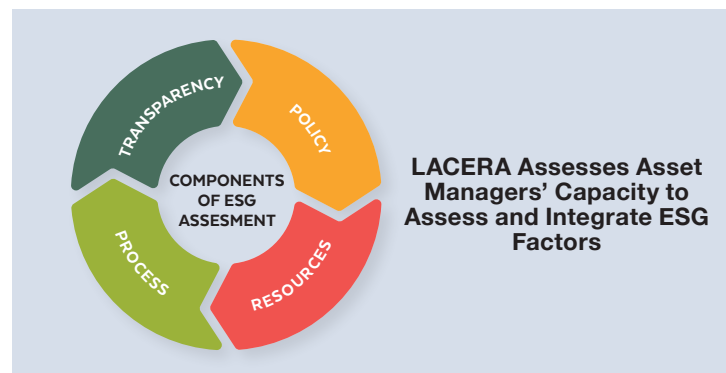 TRANSPARENCY
POLICY
COMPONENTS
OF ESG
ASSESMENT
PROCESS
RESOURCES
LACERA Assesses Asset
Managers’ Capacity to
Assess and Integrate ESG
Factors